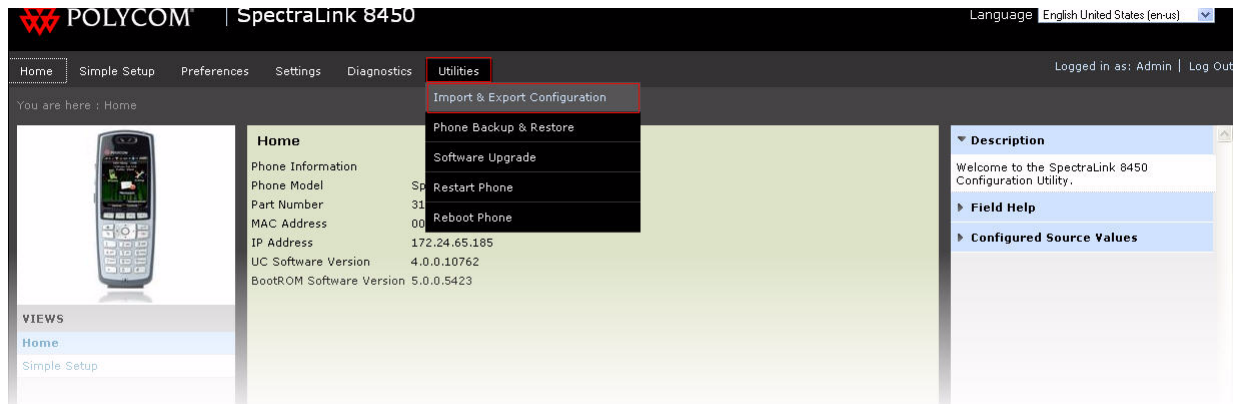 POLYCOM® | SpectraLink 8450
Language English United States (en-us)
Home Simple Setup Preferences Settings Diagnostics Utilities
Logged in as: Admin | Log Out
You are here : Home
Import & Export Configuration
Phone Backup & Restore
Software Upgrade
Restart Phone
Reboot Phone
Home
Phone Information
Phone Model Sp
Part Number 31
MAC Address 00
IP Address 172.24.65.185
UC Software Version 4.0.0.10762
BootROM Software Version 5.0.0.5423
VIEWS
Home
Simple Setup
Description
Welcome to the SpectraLink 8450
Configuration Utility.
Field Help
Configured Source Values